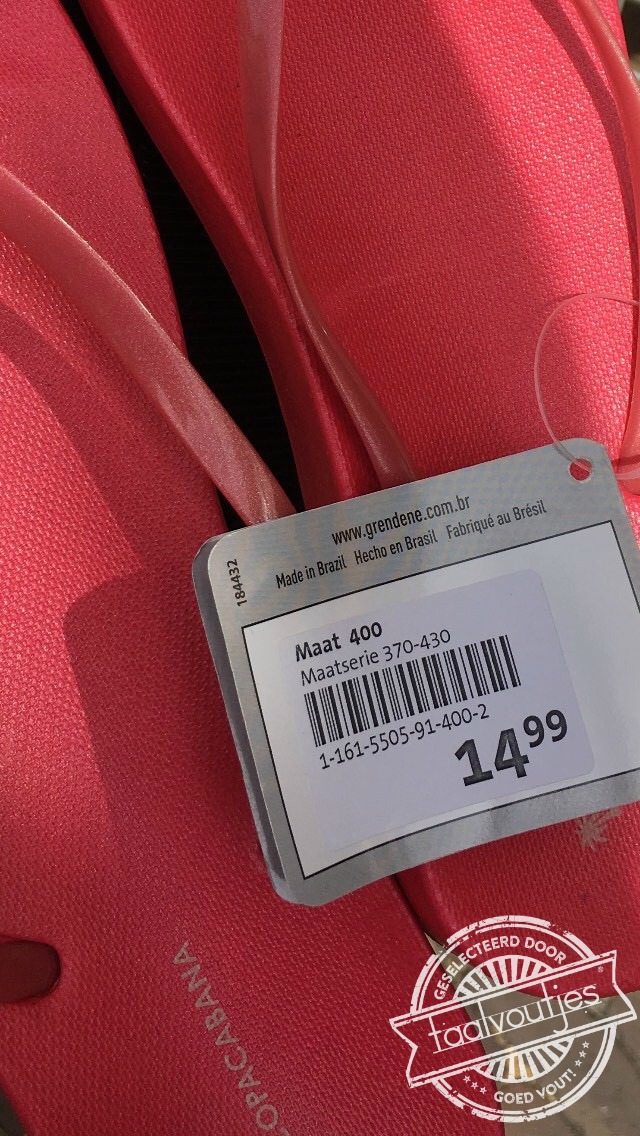 www.grendene.com.br
Made in Brazil Hecho en Brasil Fabriqué au Brésil
184432
Maat 400
Maatserie 370-430
1-161-5505-91-400-2
14⁹⁹
OPACABANA
GESELECTEERD DOOR
taalvoutjes®
GOED VOUT!